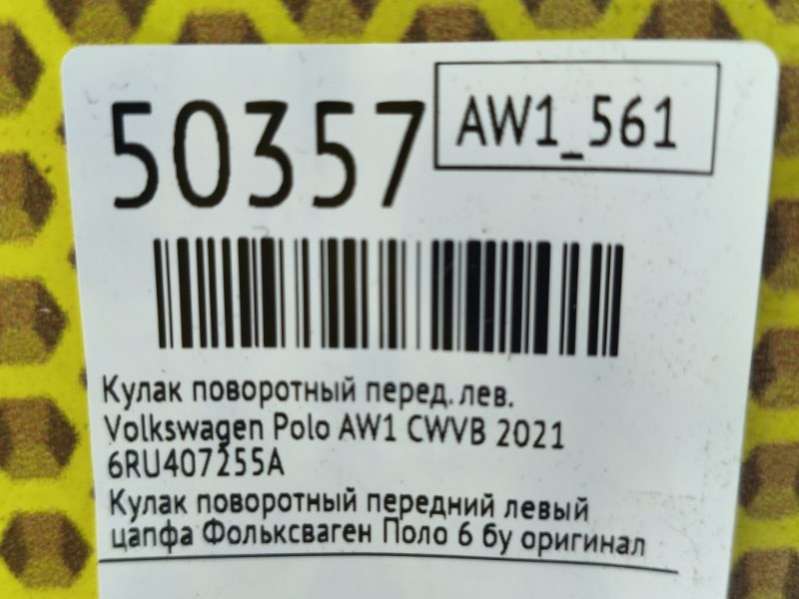 50357
AW1_561
Кулак поворотный перед. лев.
Volkswagen Polo AW1 CWVB 2021
6RU407255A
Кулак поворотный передний левый
цапфа Фольксваген Поло 6 бу оригинал